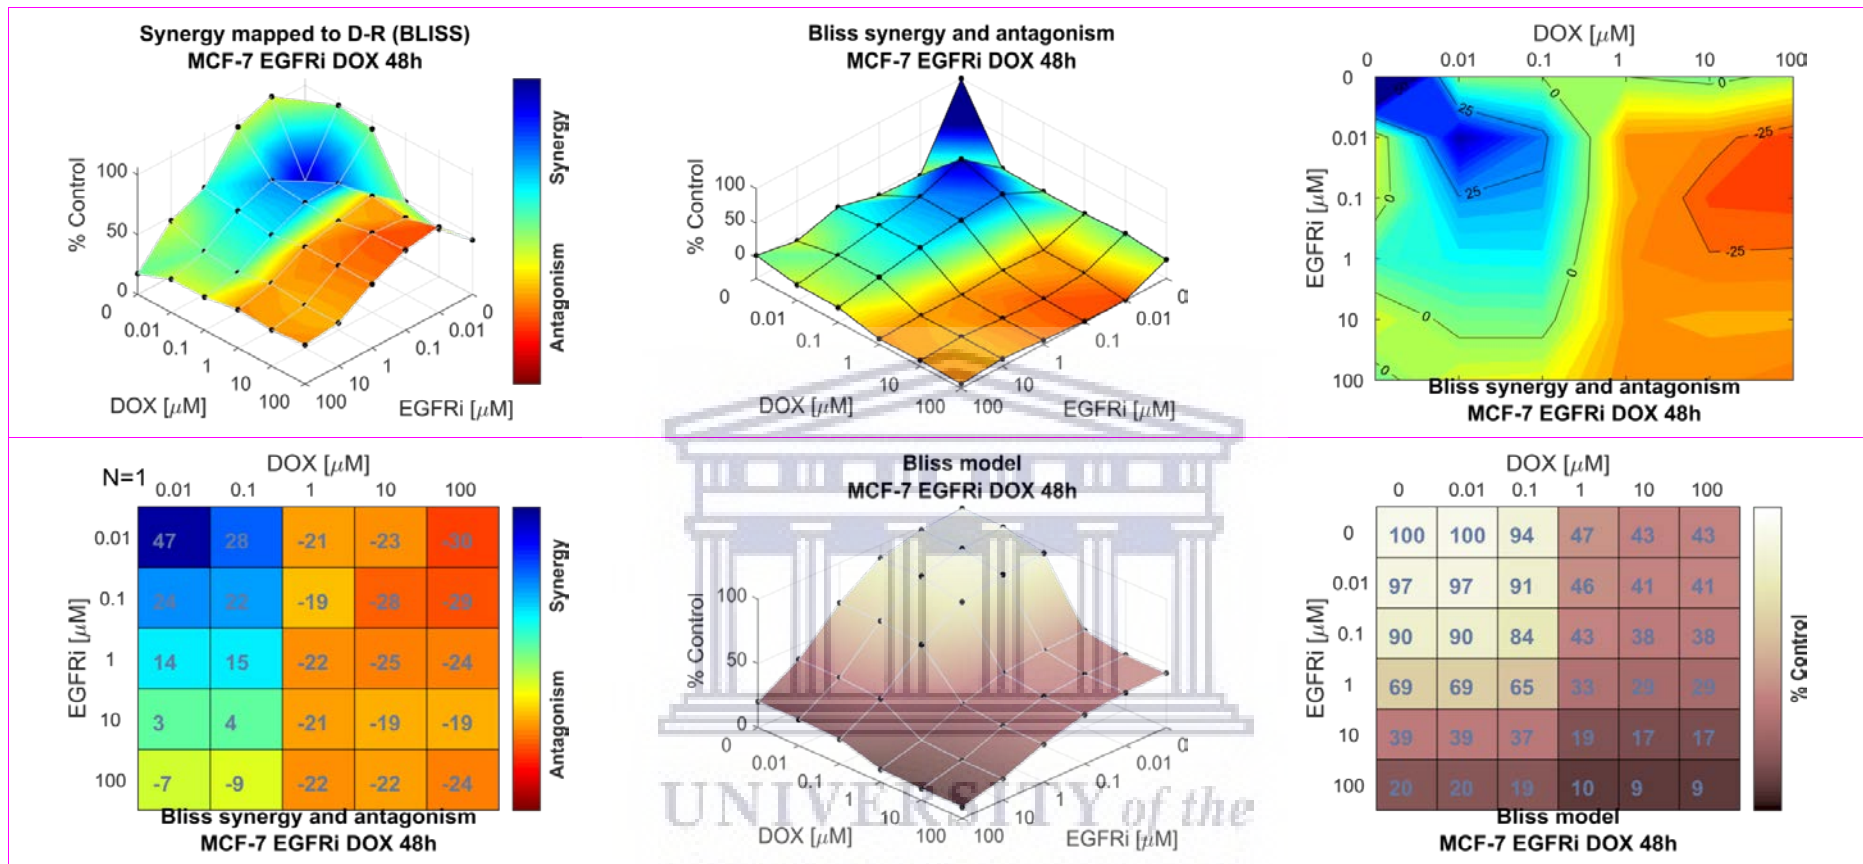 Synergy mapped to D-R (BLISS)
MCF-7 EGFRi DOX 48h
% Control
100
50
0
0
0.01
0.1
1
10
100
DOX [μM]
100
10
1
0.1
0.01
0
EGFRi [μM]
Synergy
Antagonism
Bliss synergy and antagonism
MCF-7 EGFRi DOX 48h
% Control
100
50
0
0
0.01
0.1
1
10
100
DOX [μM]
100
10
1
0.1
0.01
EGFRi [μM]
DOX [μM]
0 0.01 0.1 1 10
EGFRi [μM]
0
0.01
0.1
1
10
100
25
25
0
0
0
0
0
0
-25
-25
Bliss synergy and antagonism
MCF-7 EGFRi DOX 48h
N=1
DOX [μM]
0.01 0.1 1 10 100
EGFRi [μM]
0.01 47 28 -21 -23 -30
0.1 24 22 -19 -28 -29
1 14 15 -22 -25 -24
10 3 4 -21 -19 -19
100 -7 -9 -22 -22 -24
Synergy
Antagonism
Bliss synergy and antagonism
MCF-7 EGFRi DOX 48h
Bliss model
MCF-7 EGFRi DOX 48h
% Control
100
50
0
0
0.01
0.1
1
10
100
DOX [μM]
100
10
1
0.1
0.01
EGFRi [μM]
UNIVERSITY of the
DOX [μM]
0 0.01 0.1 1 10 100
EGFRi [μM]
0 100 100 94 47 43 43
0.01 97 97 91 46 41 41
0.1 90 90 84 43 38 38
1 69 69 65 33 29 29
10 39 39 37 19 17 17
100 20 20 19 10 9 9
% Control
Bliss model
MCF-7 EGFRi DOX 48h